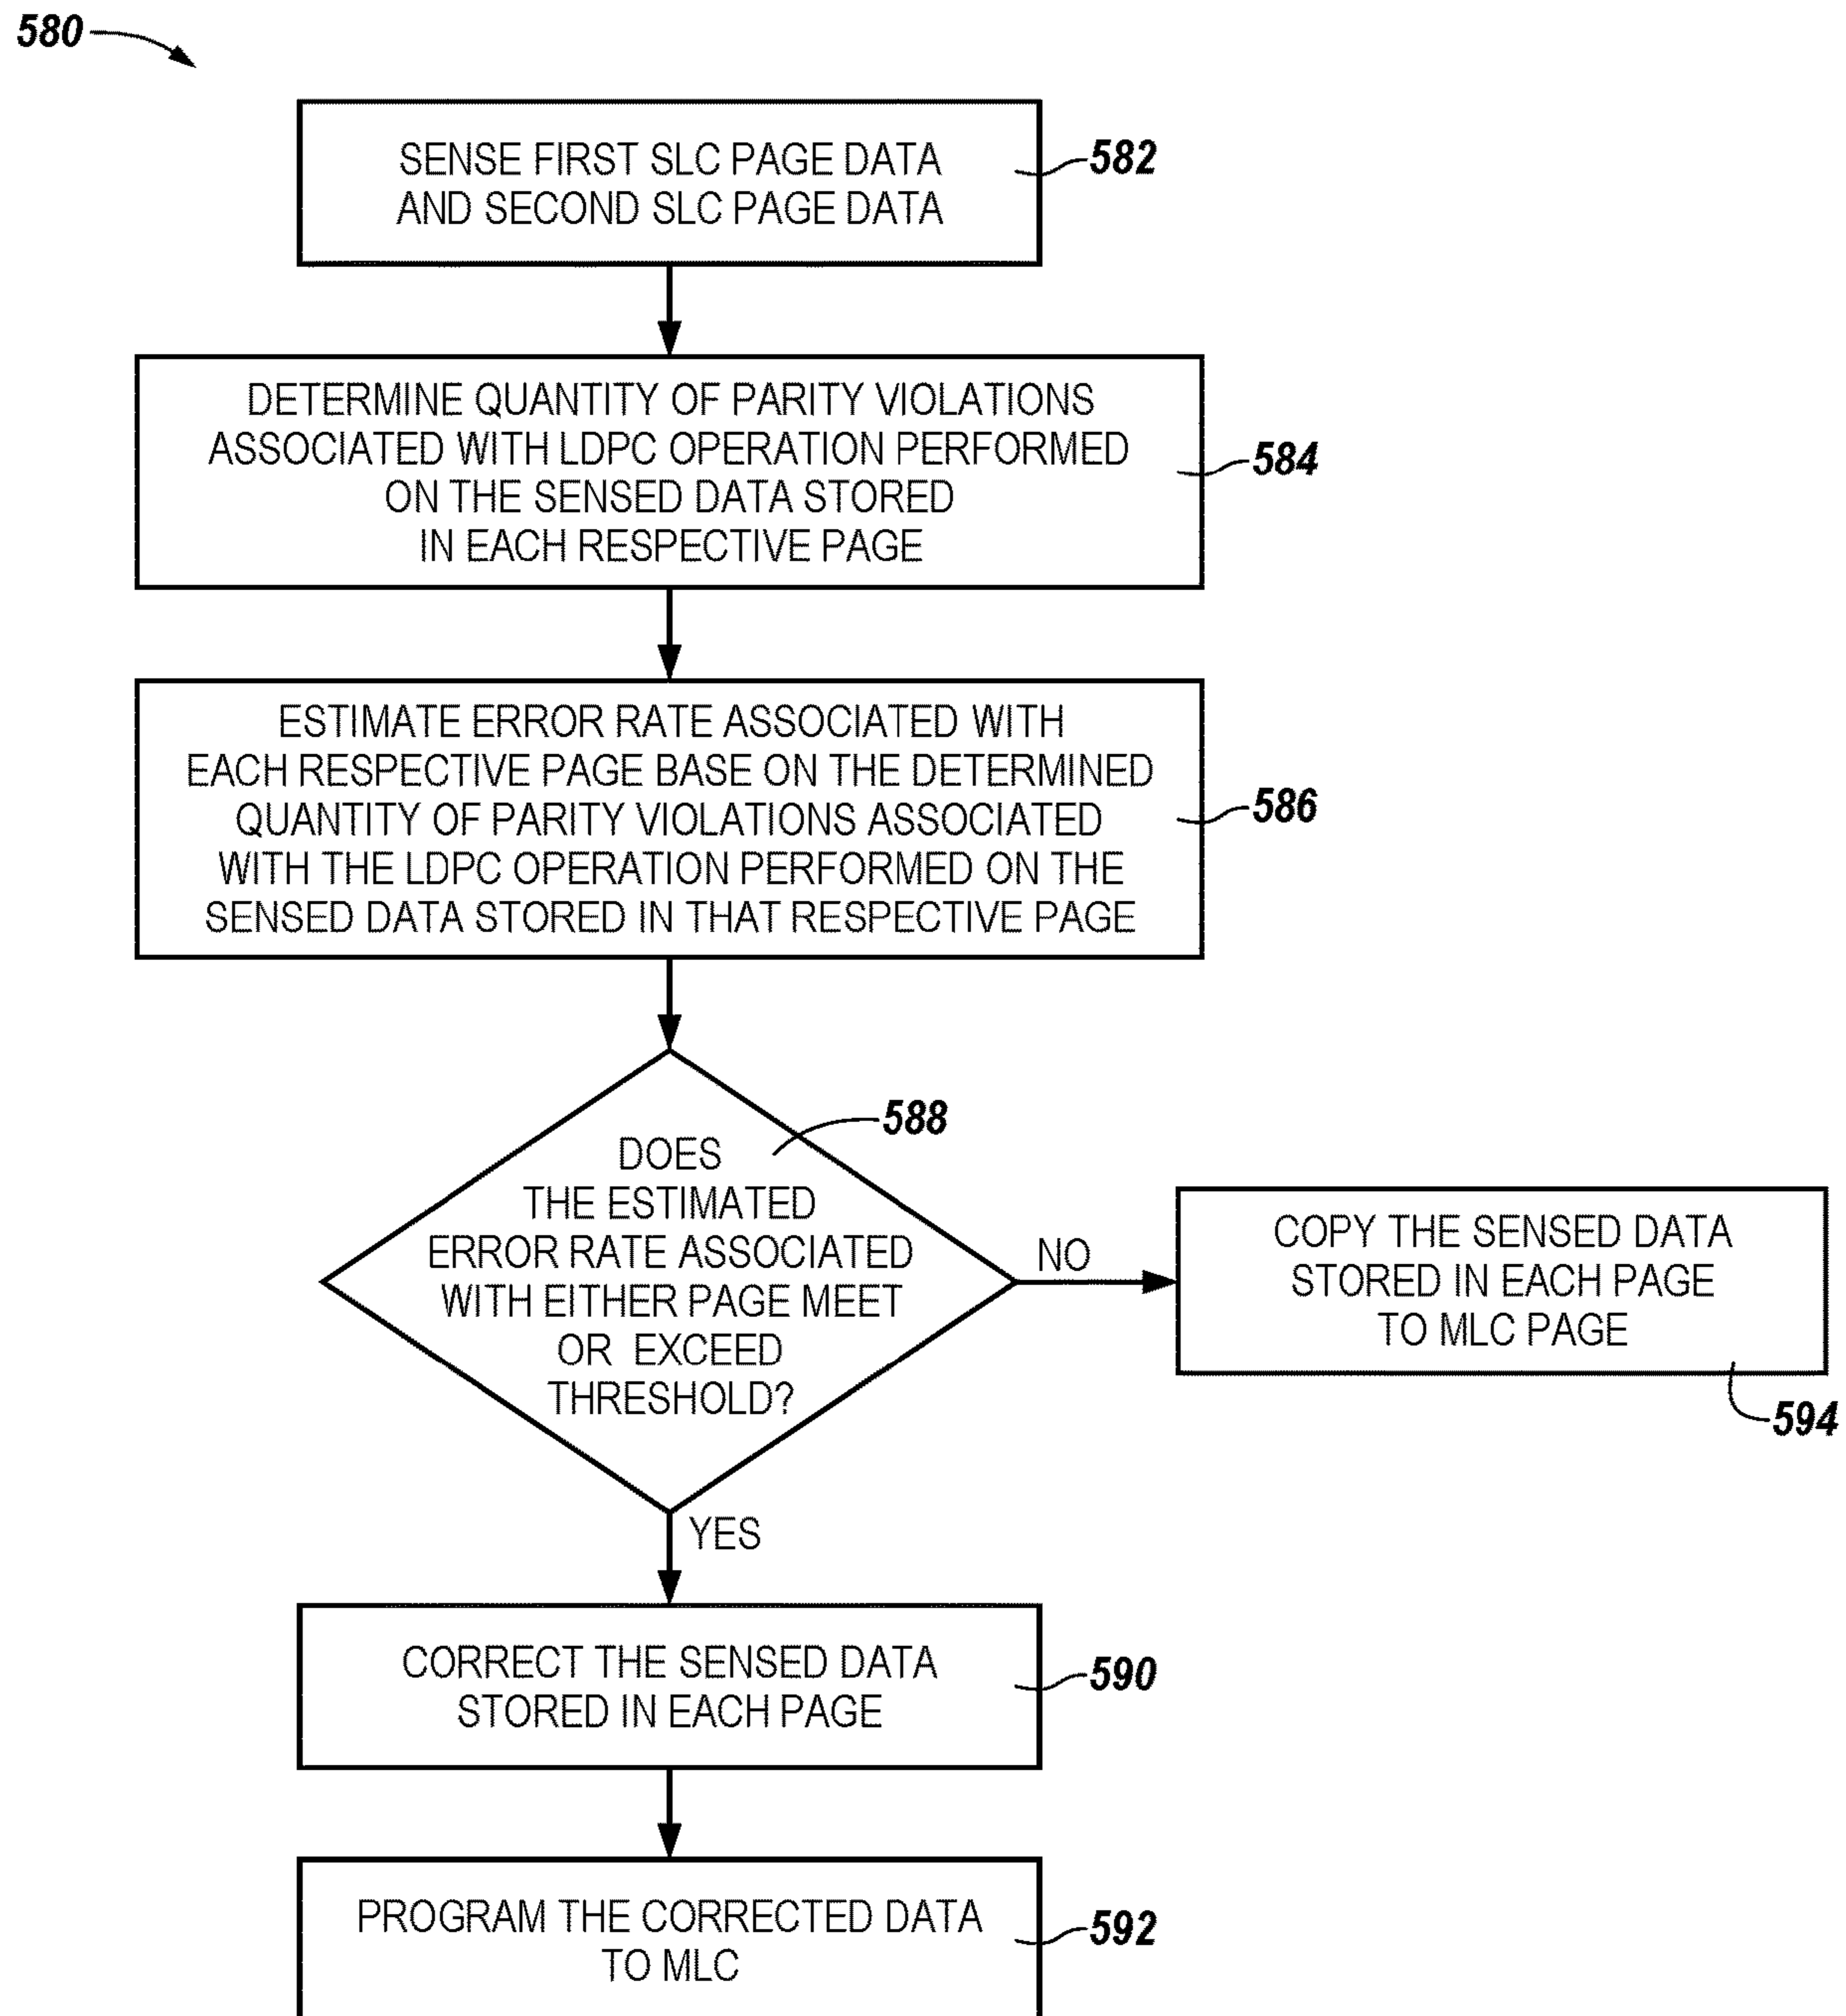 580
SENSE FIRST SLC PAGE DATA
AND SECOND SLC PAGE DATA
582
DETERMINE QUANTITY OF PARITY VIOLATIONS
ASSOCIATED WITH LDPC OPERATION PERFORMED
ON THE SENSED DATA STORED
IN EACH RESPECTIVE PAGE
584
ESTIMATE ERROR RATE ASSOCIATED WITH
EACH RESPECTIVE PAGE BASE ON THE DETERMINED
QUANTITY OF PARITY VIOLATIONS ASSOCIATED
WITH THE LDPC OPERATION PERFORMED ON THE
SENSED DATA STORED IN THAT RESPECTIVE PAGE
586
588
DOES
THE ESTIMATED
ERROR RATE ASSOCIATED
WITH EITHER PAGE MEET
OR EXCEED
THRESHOLD?
NO
COPY THE SENSED DATA
STORED IN EACH PAGE
TO MLC PAGE
594
YES
CORRECT THE SENSED DATA
STORED IN EACH PAGE
590
PROGRAM THE CORRECTED DATA
TO MLC
592